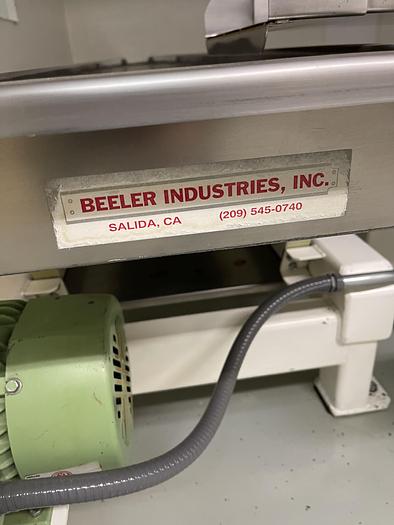 BEELER INDUSTRIES, INC.
SALIDA, CA (209) 545-0740